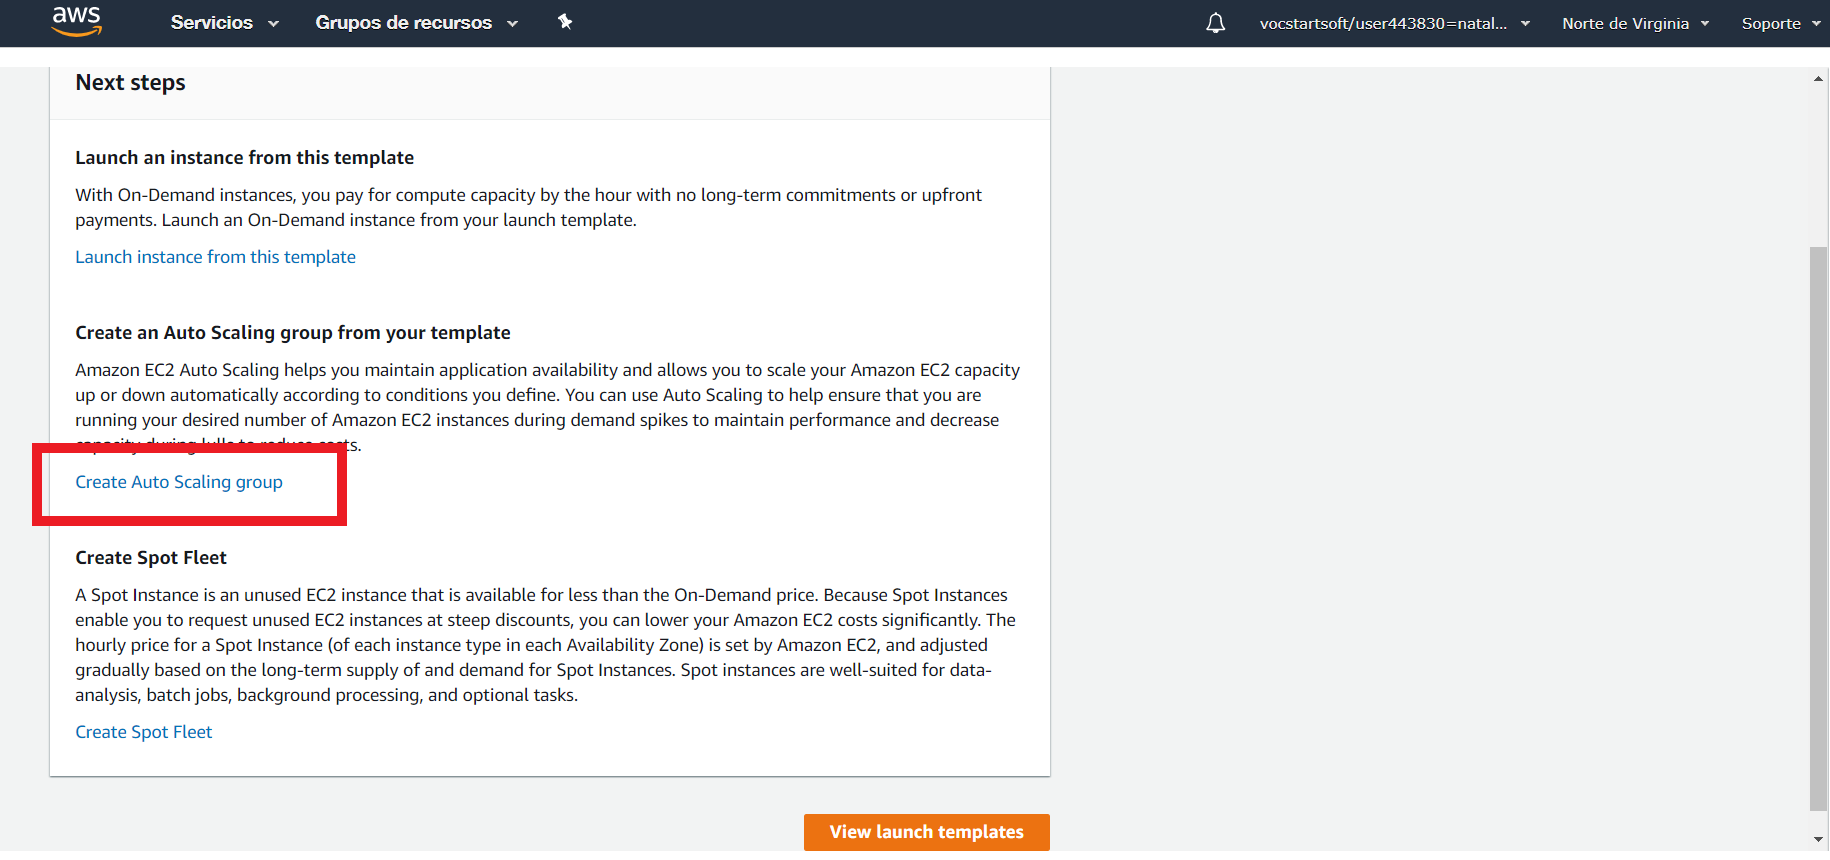 aws Servicios Grupos de recursos vocstartsoft/user443830=natal... Norte de Virginia Soporte
Next steps
Launch an instance from this template
With On-Demand instances, you pay for compute capacity by the hour with no long-term commitments or upfront
payments. Launch an On-Demand instance from your launch template.
Launch instance from this template
Create an Auto Scaling group from your template
Amazon EC2 Auto Scaling helps you maintain application availability and allows you to scale your Amazon EC2 capacity
up or down automatically according to conditions you define. You can use Auto Scaling to help ensure that you are
running your desired number of Amazon EC2 instances during demand spikes to maintain performance and decrease
capacity during lulls to reduce costs.
Create Auto Scaling group
Create Spot Fleet
A Spot Instance is an unused EC2 instance that is available for less than the On-Demand price. Because Spot Instances
enable you to request unused EC2 instances at steep discounts, you can lower your Amazon EC2 costs significantly. The
hourly price for a Spot Instance (of each instance type in each Availability Zone) is set by Amazon EC2, and adjusted
gradually based on the long-term supply of and demand for Spot Instances. Spot instances are well-suited for data-
analysis, batch jobs, background processing, and optional tasks.
Create Spot Fleet
View launch templates